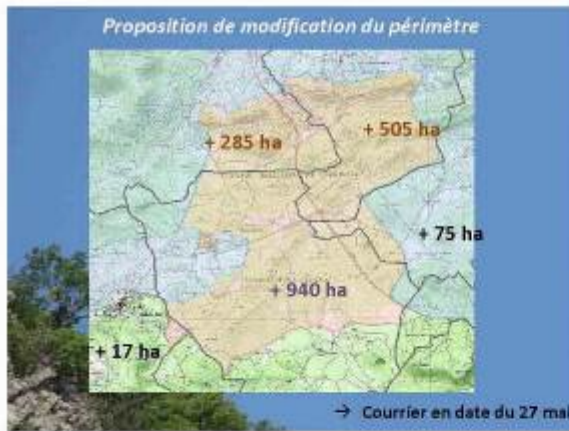 Proposition de modification du périmètre
+ 285 ha
+ 505 ha
+ 75 ha
+ 940 ha
+ 17 ha
→ Courrier en date du 27 mai